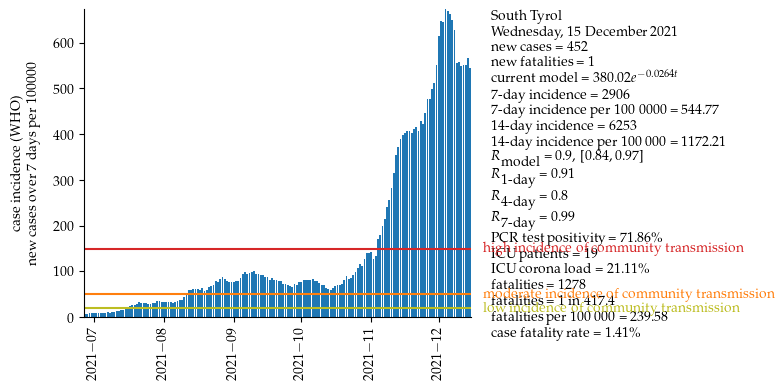 case incidence (WHO)
new cases over 7 days per 100000
600
500
400
300
200
100
0
2021−07
2021−08
2021−09
2021−10
2021−11
2021−12
South Tyrol
Wednesday, 15 December 2021
new cases = 452
new fatalities = 1
current model = 380.02e^−0.0264t
7-day incidence = 2906
7-day incidence per 100 0000 = 544.77
14-day incidence = 6253
14-day incidence per 100 000 = 1172.21
R model = 0.9, [0.84, 0.97]
R 1-day = 0.91
R 4-day = 0.8
R 7-day = 0.99
PCR test positivity = 71.86%
high incidence of community transmission
ICU patients = 19
ICU corona load = 21.11%
fatalities = 1278
moderate incidence of community transmission
fatalities = 1 in 417.4
low incidence of community transmission
fatalities per 100 000 = 239.58
case fatality rate = 1.41%